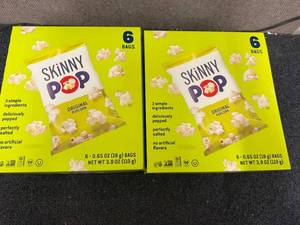 6
BAGS
SKiNNY
POP
ORIGINAL
POPCORN
3 simple
ingredients
deliciously
popped
perfectly
salted
no artificial
flavors
6 - 0.65 OZ (18 g) BAGS
NET WT 3.9 OZ (110 g)
6
BAGS
SKiNNY
POP
ORIGINAL
POPCORN
3 simple
ingredients
deliciously
popped
perfectly
salted
no artificial
flavors
6 - 0.65 OZ (18 g) BAGS
NET WT 3.9 OZ (110 g)